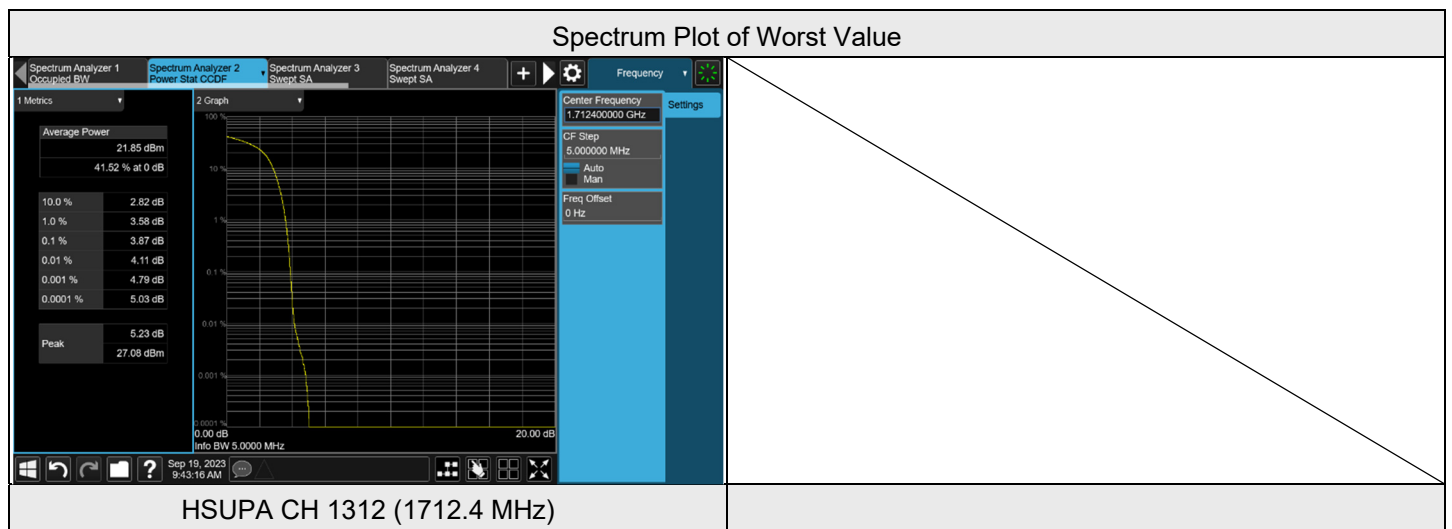 Spectrum Plot of Worst Value
Spectrum Analyzer 1
Occupied BW
Spectrum Analyzer 2
Power Stat CCDF
Spectrum Analyzer 3
Swept SA
Spectrum Analyzer 4
Swept SA
+
Frequency
1 Metrics
Average Power
21.85 dBm
41.52 % at 0 dB
10.0 % 2.82 dB
1.0 % 3.58 dB
0.1 % 3.87 dB
0.01 % 4.11 dB
0.001 % 4.79 dB
0.0001 % 5.03 dB
Peak
5.23 dB
27.08 dBm
2 Graph
100 %
10 %
1 %
0.1 %
0.01 %
0.001 %
0.0001 %
0.00 dB 20.00 dB
Info BW 5.0000 MHz
Center Frequency
1.712400000 GHz
CF Step
5.000000 MHz
Auto
Man
Freq Offset
0 Hz
Settings
?
Sep 19, 2023
9:43:16 AM
HSUPA CH 1312 (1712.4 MHz)